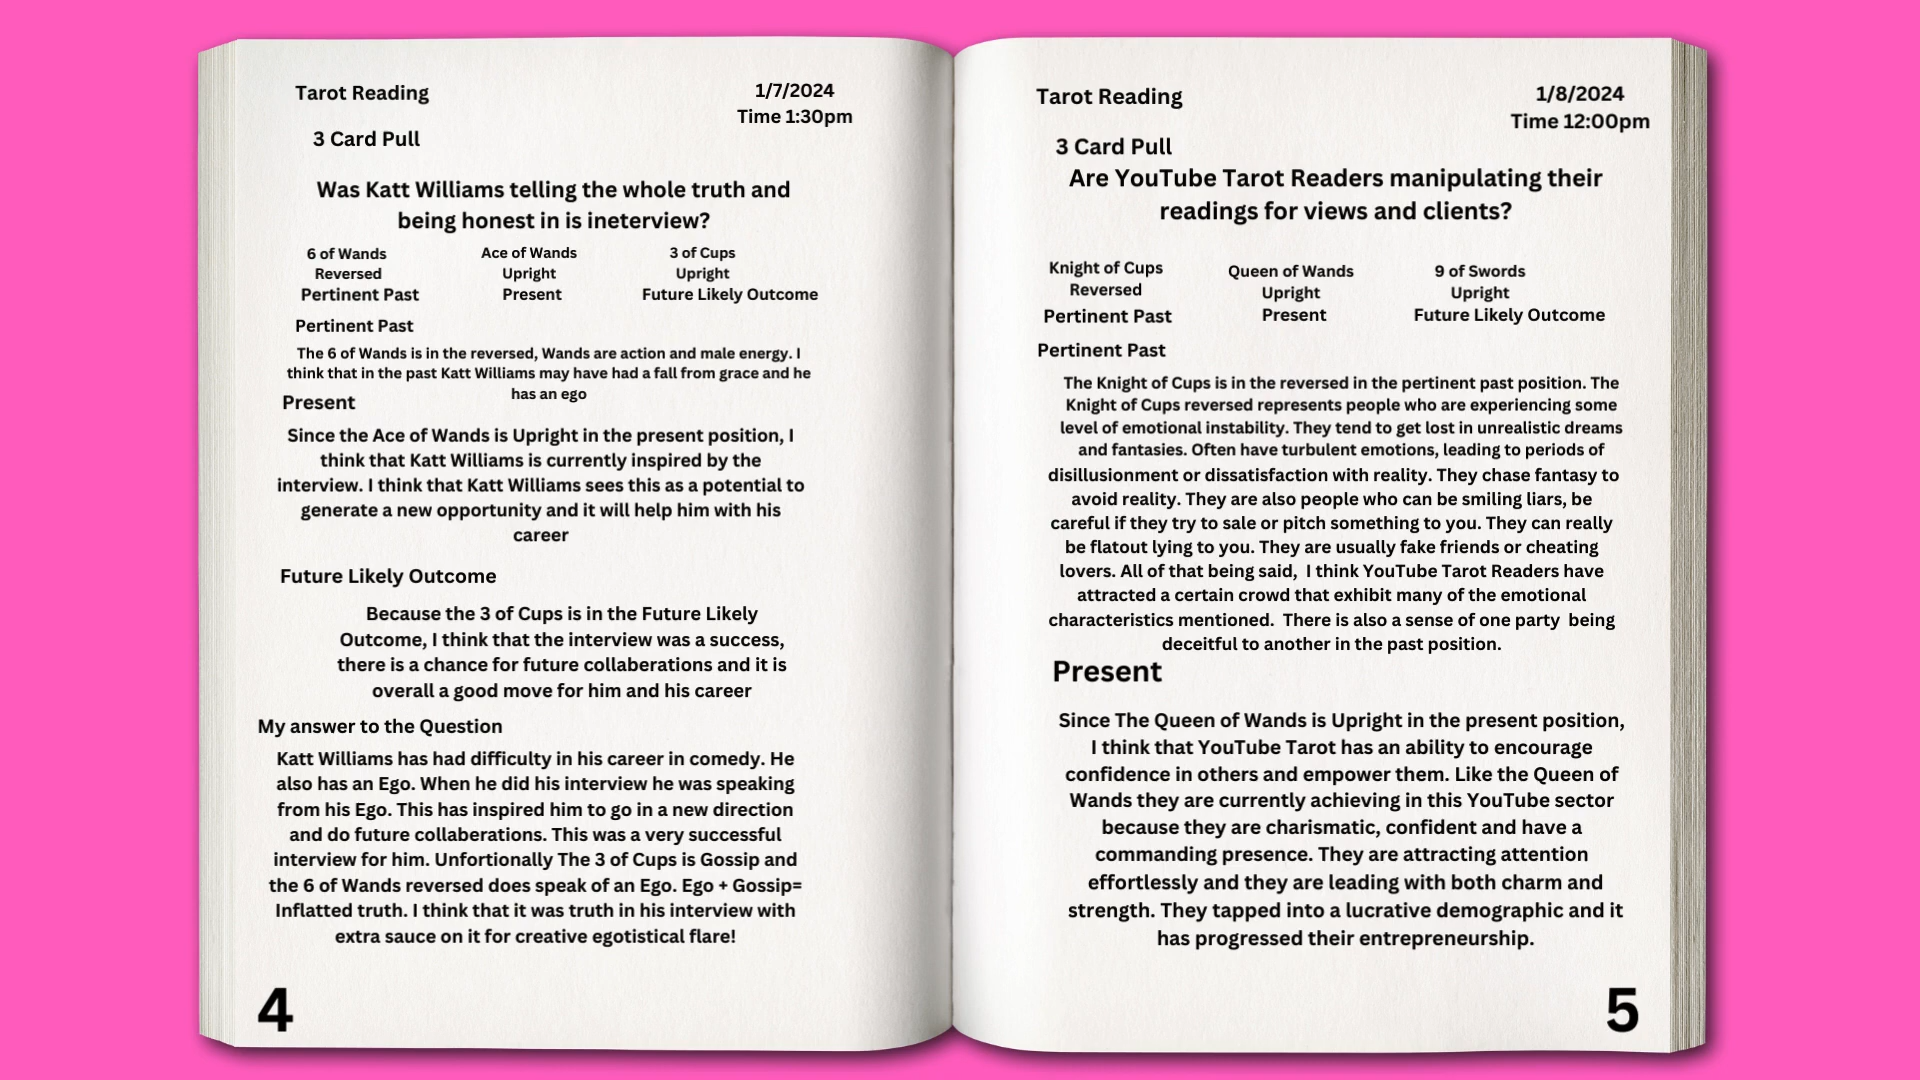 Tarot Reading
1/7/2024
Time 1:30pm
3 Card Pull
Was Katt Williams telling the whole truth and
being honest in is ineterview?
6 of Wands
Reversed
Pertinent Past
Ace of Wands
Upright
Present
3 of Cups
Upright
Future Likely Outcome
Pertinent Past
The 6 of Wands is in the reversed, Wands are action and male energy. I
think that in the past Katt Williams may have had a fall from grace and he
has an ego
Present
Since the Ace of Wands is Upright in the present position, I
think that Katt Williams is currently inspired by the
interview. I think that Katt Williams sees this as a potential to
generate a new opportunity and it will help him with his
career
Future Likely Outcome
Because the 3 of Cups is in the Future Likely
Outcome, I think that the interview was a success,
there is a chance for future collaberations and it is
overall a good move for him and his career
My answer to the Question
Katt Williams has had difficulty in his career in comedy. He
also has an Ego. When he did his interview he was speaking
from his Ego. This has inspired him to go in a new direction
and do future collaberations. This was a very successful
interview for him. Unfortionally The 3 of Cups is Gossip and
the 6 of Wands reversed does speak of an Ego. Ego + Gossip=
Inflatted truth. I think that it was truth in his interview with
extra sauce on it for creative egotistical flare!
4
Tarot Reading
1/8/2024
Time 12:00pm
3 Card Pull
Are YouTube Tarot Readers manipulating their
readings for views and clients?
Knight of Cups
Reversed
Pertinent Past
Queen of Wands
Upright
Present
9 of Swords
Upright
Future Likely Outcome
Pertinent Past
The Knight of Cups is in the reversed in the pertinent past position. The
Knight of Cups reversed represents people who are experiencing some
level of emotional instability. They tend to get lost in unrealistic dreams
and fantasies. Often have turbulent emotions, leading to periods of
disillusionment or dissatisfaction with reality. They chase fantasy to
avoid reality. They are also people who can be smiling liars, be
careful if they try to sale or pitch something to you. They can really
be flatout lying to you. They are usually fake friends or cheating
lovers. All of that being said, I think YouTube Tarot Readers have
attracted a certain crowd that exhibit many of the emotional
characteristics mentioned. There is also a sense of one party being
deceitful to another in the past position.
Present
Since The Queen of Wands is Upright in the present position,
I think that YouTube Tarot has an ability to encourage
confidence in others and empower them. Like the Queen of
Wands they are currently achieving in this YouTube sector
because they are charismatic, confident and have a
commanding presence. They are attracting attention
effortlessly and they are leading with both charm and
strength. They tapped into a lucrative demographic and it
has progressed their entrepreneurship.
5